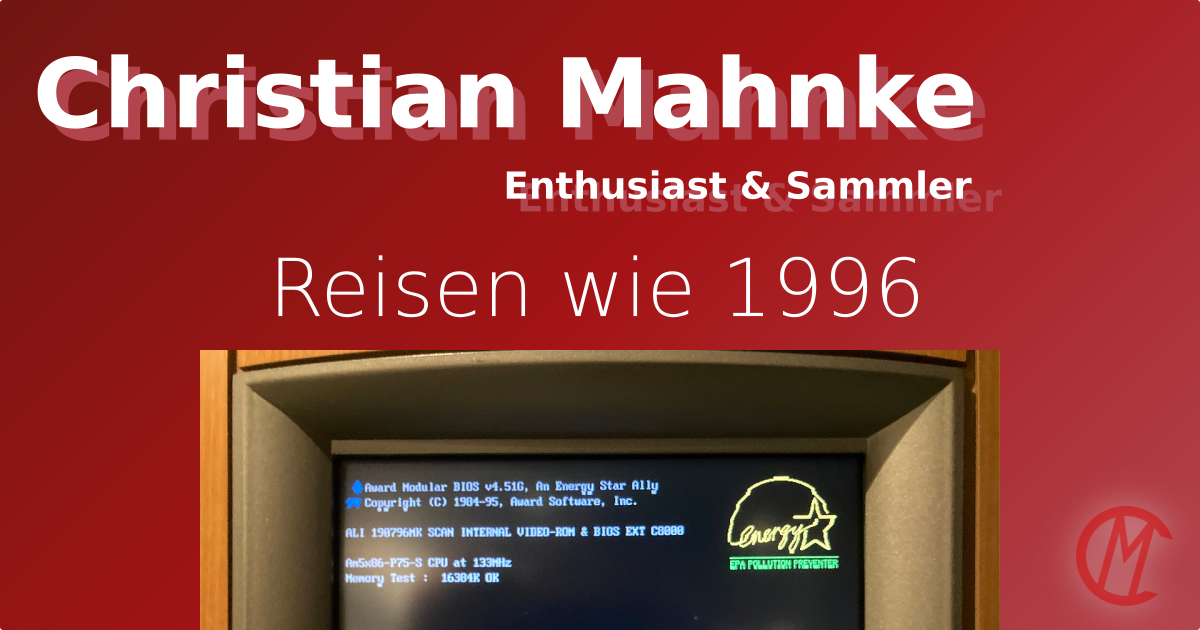 Christian Mahnke
Enthusiast & Sammler
Reisen wie 1996
Award Modular BIOS v4.51G, An Energy Star Ally
Copyright (C) 1984-95, Award Software, Inc.
ALI 190796MK SCAN INTERNAL VIDEO-ROM & BIOS EXT C8000
Am5x86-P75-S CPU at 133MHz
Memory Test : 16384K OK
energy
EPA POLLUTION PREVENTER
CM